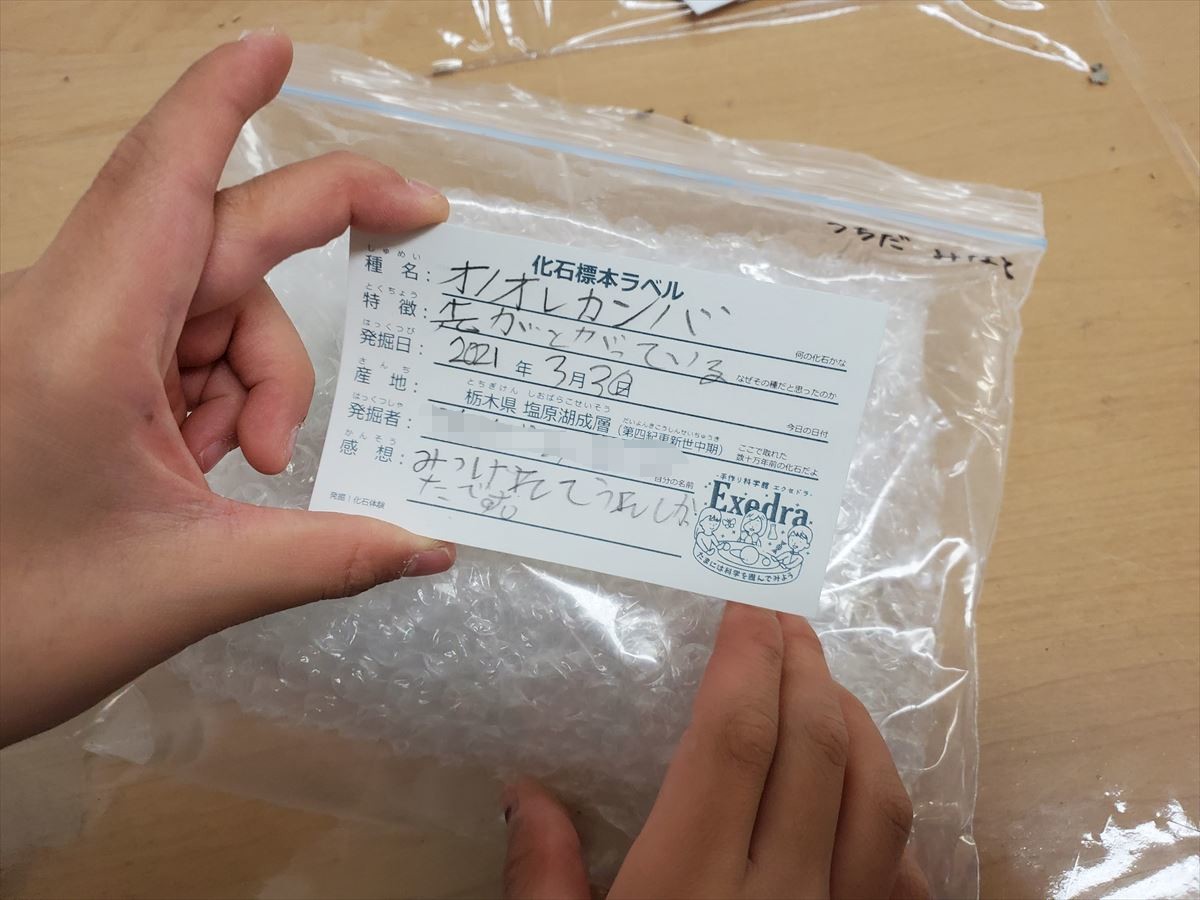 つちだ
化石標本ラベル
しゅめい
種名：オノオレカンバ
何の化石かな
とくちょう
特徴：先がとがっている
なぜその種だと思ったのか
はっくつび
発掘日：2021年3月30日
今日の日付
さんち とちぎけん しおばらこせいそう だいよんきこうしんせいちゅうき
産地：栃木県 塩原湖成層（第四紀更新世中期）
ここで取れた
数十万年前の化石だよ
はっくつしゃ
発掘者：
自分の名前
かんそう
感想：みつけれてうれしか
たです。
発掘！化石体験
手作り科学館 エクセドラ
Exedra
たまには科学を囲んでみよう